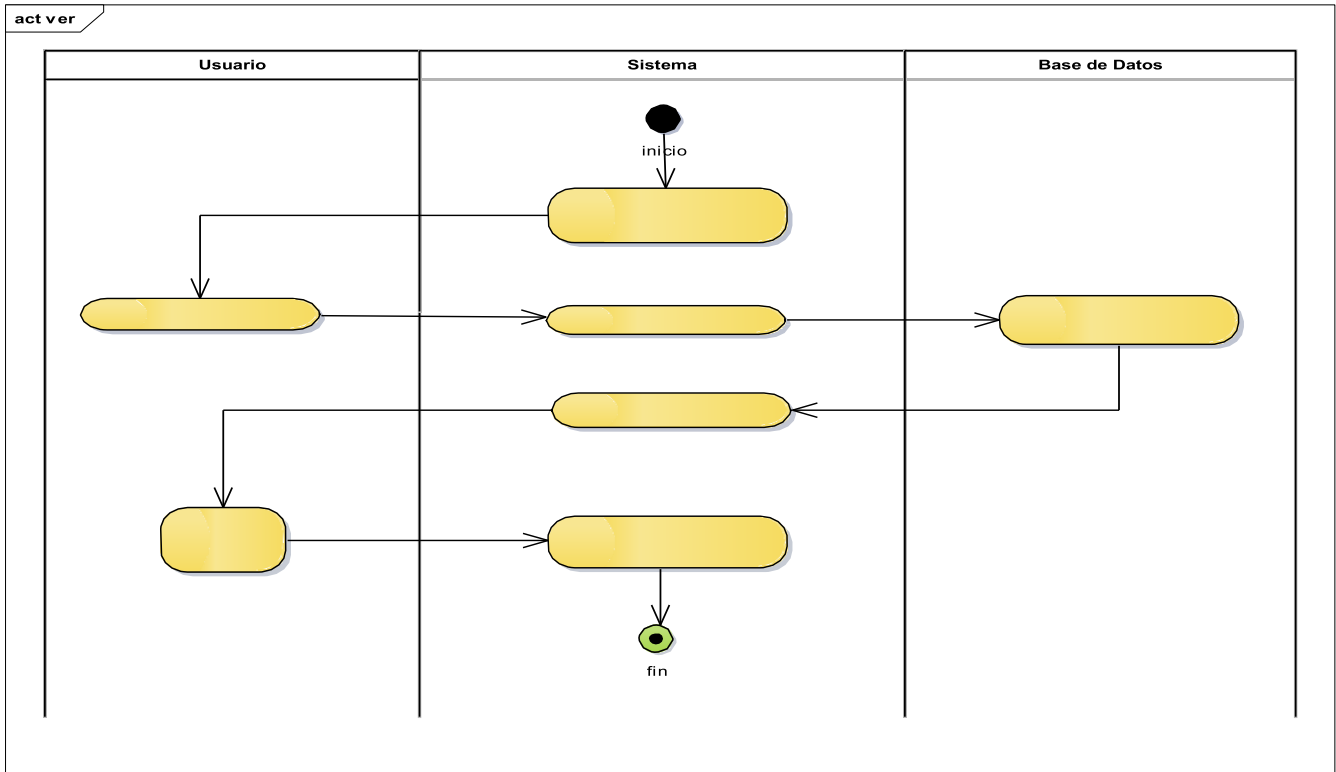 act ver
Usuario
Sistema
Base de Datos
inicio
fin